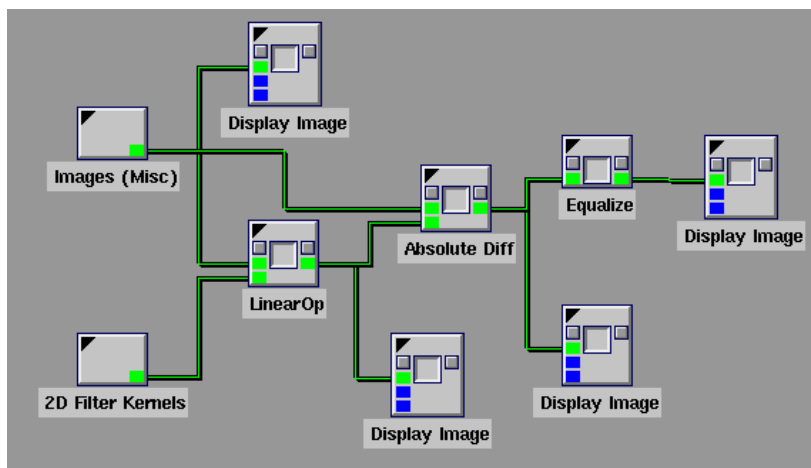 Display Image
Images (Misc)
Equalize
Display Image
Absolute Diff
LinearOp
2D Filter Kernels
Display Image
Display Image